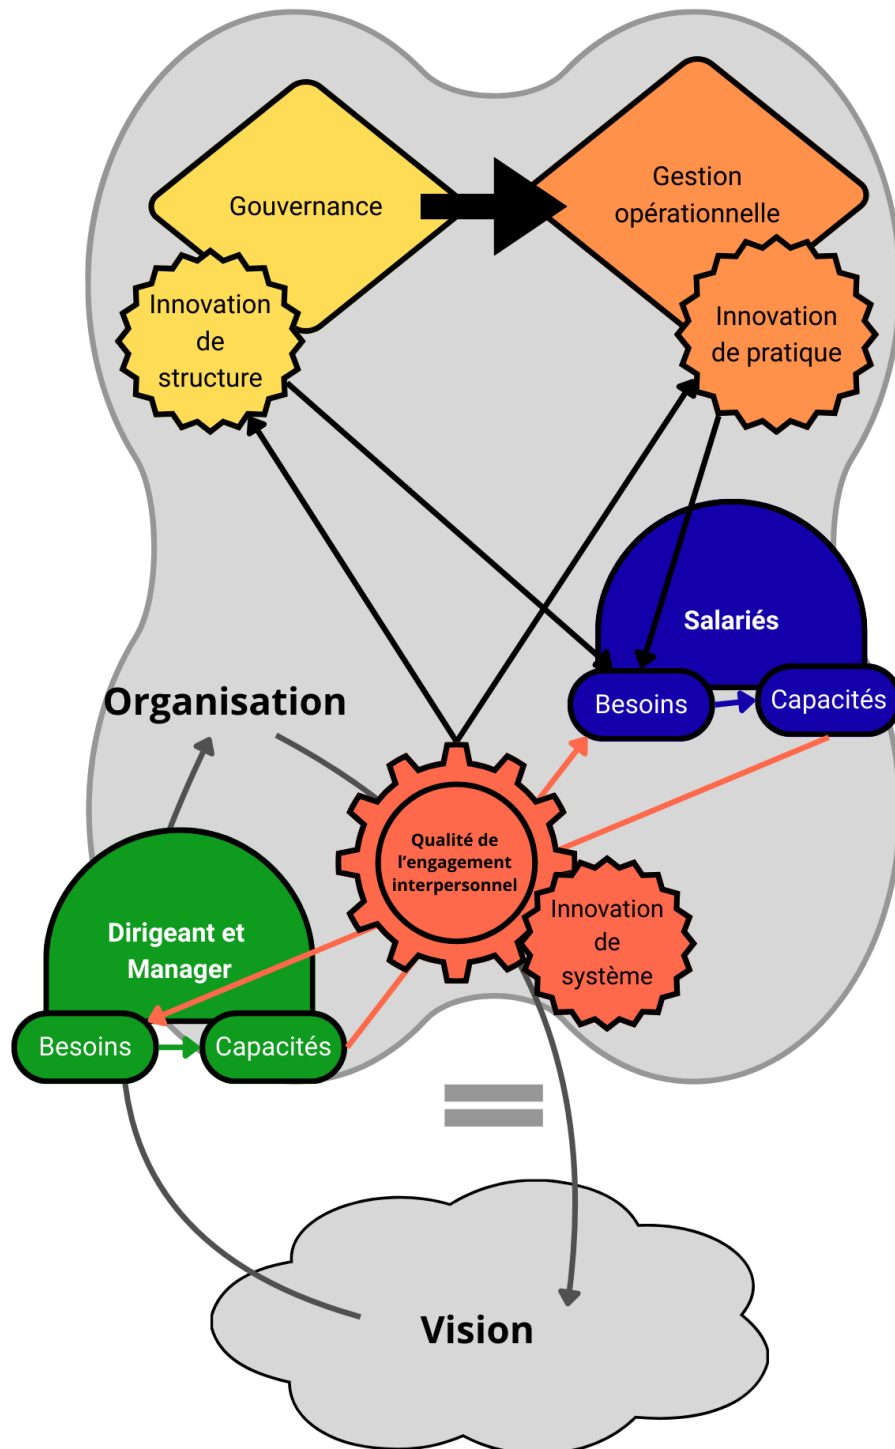 Gouvernance
Gestion
opérationnelle
Innovation
de
structure
Innovation
de pratique
Salariés
Besoins
Capacités
Organisation
Qualité de
l'engagement
interpersonnel
Innovation
de
système
Dirigeant et
Manager
Besoins
Capacités
Vision